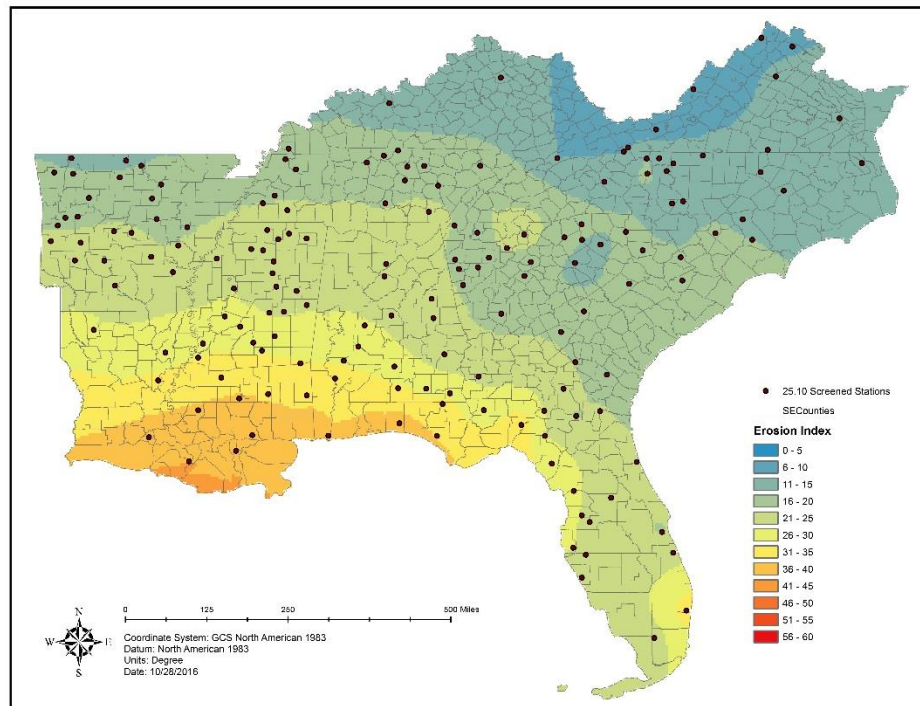 25.10 Screened Stations
SECounties
Erosion Index
0 - 5
6 - 10
11 - 15
16 - 20
21 - 25
26 - 30
31 - 35
36 - 40
41 - 45
46 - 50
51 - 55
56 - 60
0 125 250 500 Miles
N
W E
S
Coordinate System: GCS North American 1983
Datum: North American 1983
Units: Degree
Date: 10/28/2016